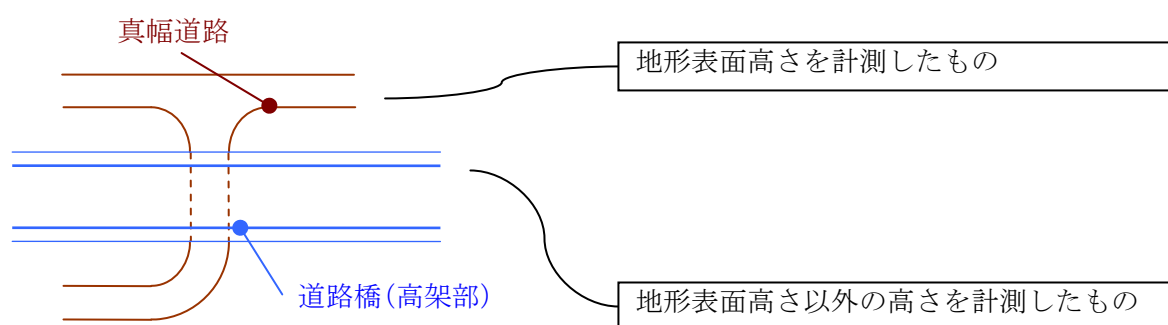 真幅道路
地形表面高さを計測したもの
道路橋(高架部)
地形表面高さ以外の高さを計測したもの